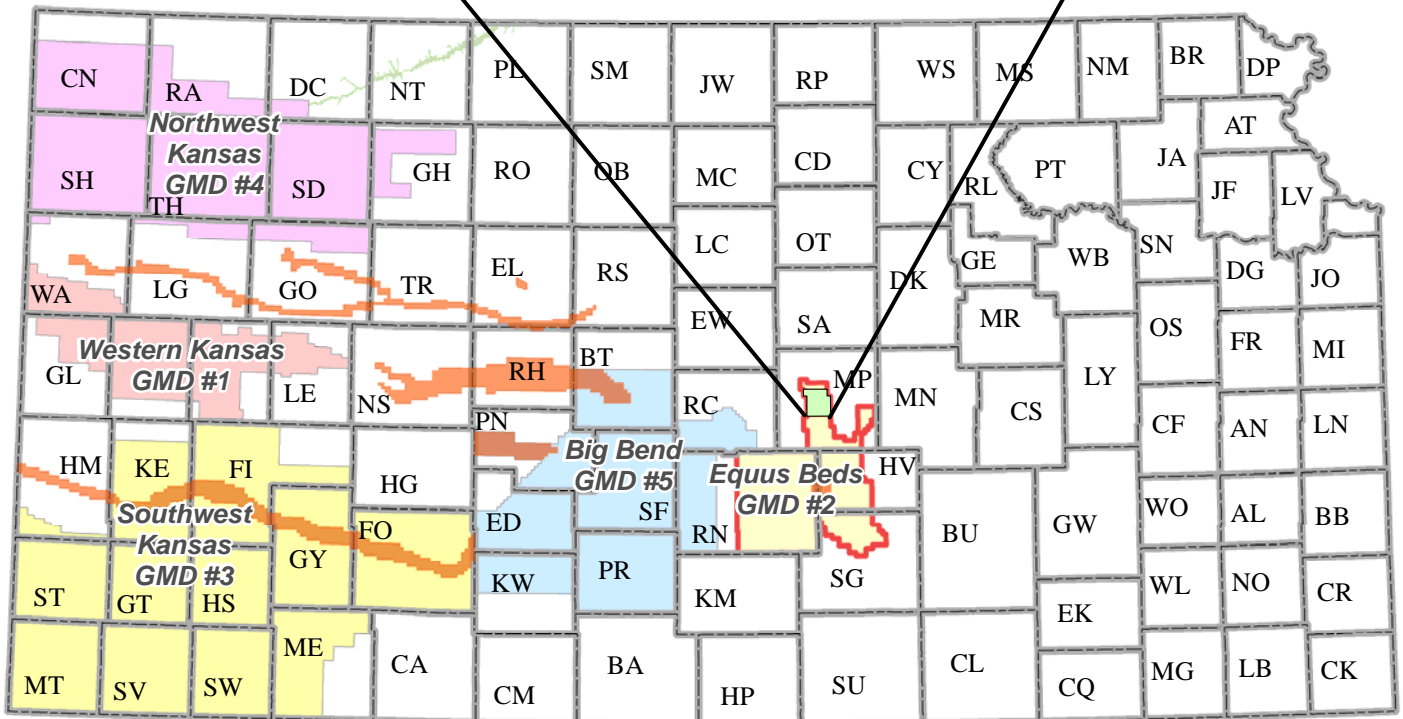 CN
RA
DC
NT
PL
SM
JW
RP
WS
MS
NM
BR
DP
Northwest
Kansas
GMD #4
SH
TH
SD
GH
RO
OB
MC
CD
CY
RL
PT
JA
AT
JF
LV
WA
LG
GO
TR
EL
RS
LC
OT
DK
GE
WB
SN
DG
JO
Western Kansas
GMD #1
GL
LE
NS
RH
BT
EW
SA
MR
OS
FR
MI
LY
RC
MP
MN
CS
CF
AN
LN
HM
KE
FI
HG
PN
Big Bend
GMD #5
Equus Beds
GMD #2
HV
Southwest
Kansas
GMD #3
FO
ED
SF
RN
BU
GW
WO
AL
BB
GY
ST
GT
HS
KW
PR
KM
SG
EK
WL
NO
CR
MT
SV
SW
ME
CA
CM
BA
HP
SU
CL
CQ
MG
LB
CK